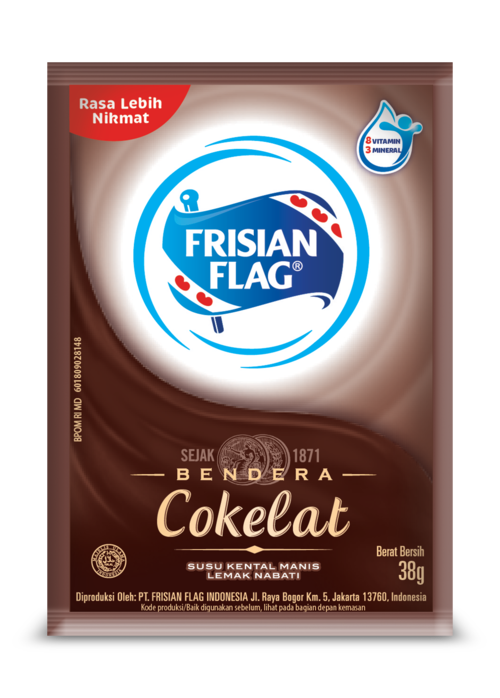 Rasa Lebih
Nikmat
8 VITAMIN
3 MINERAL
FRISIAN
FLAG®
BPOM RI MD 601809028148
SEJAK 1871
BENDERA
Cokelat
SUSU KENTAL MANIS
LEMAK NABATI
Berat Bersih
38g
Diproduksi Oleh: PT. FRISIAN FLAG INDONESIA Jl. Raya Bogor Km. 5, Jakarta 13760, Indonesia
Kode produksi/Baik digunakan sebelum, lihat pada bagian depan kemasan